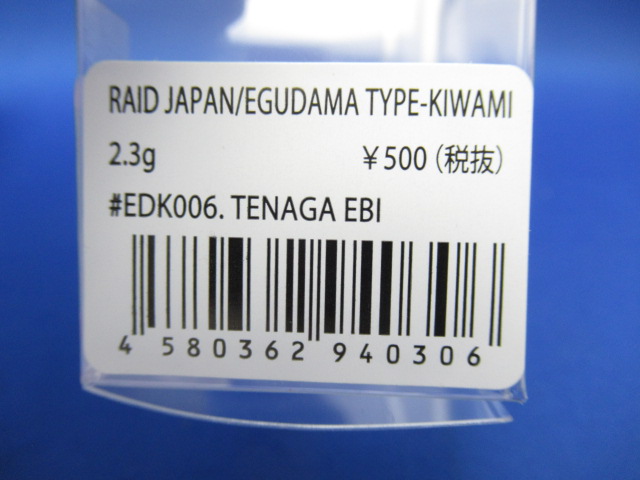 RAID JAPAN/EGUDAMA TYPE-KIWAMI
2.3g ￥500（税抜）
#EDK006. TENAGA EBI
4 580362 940306